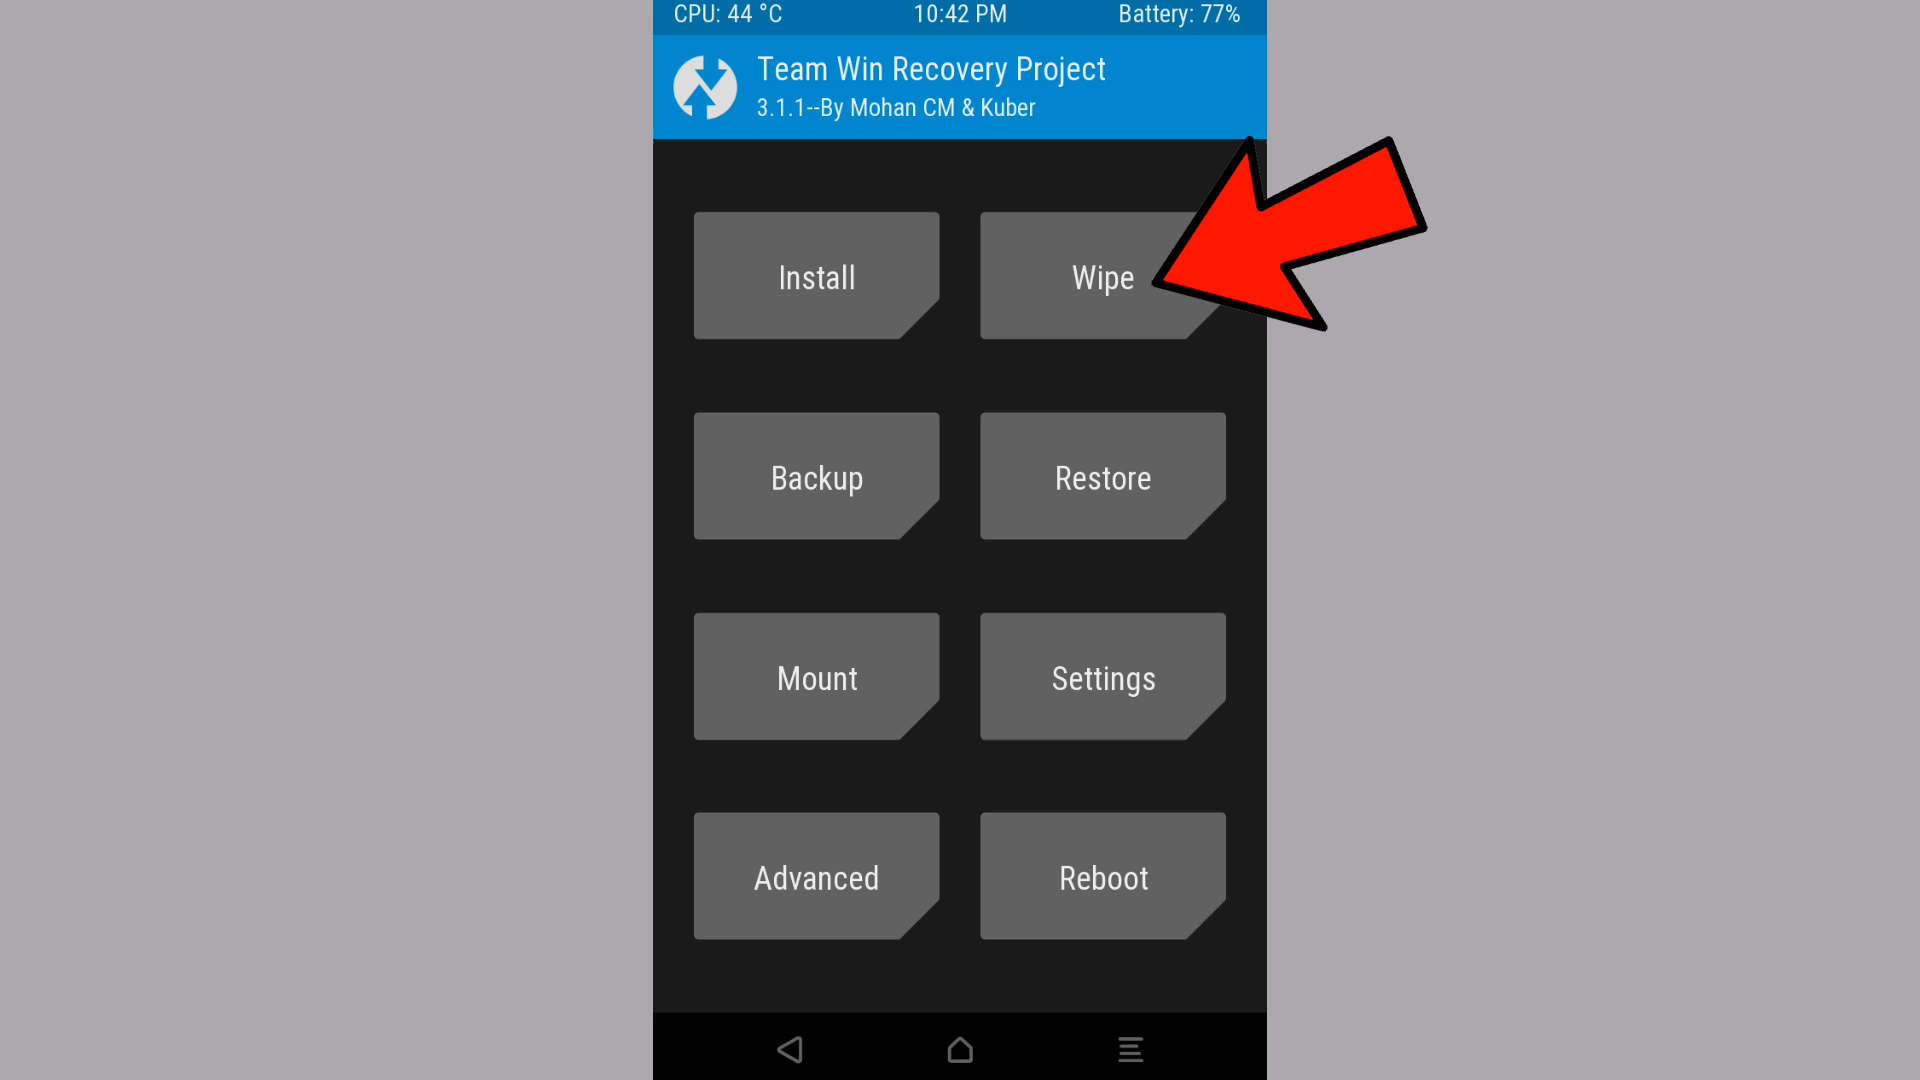 CPU: 44 °C 10:42 PM Battery: 77%
Team Win Recovery Project
3.1.1--By Mohan CM & Kuber
Install Wipe
Backup Restore
Mount Settings
Advanced Reboot